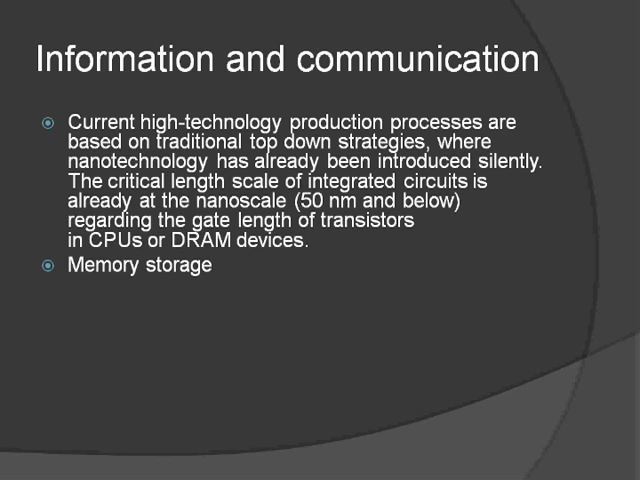 Information and communication
Current high-technology production processes are
based on traditional top down strategies, where
nanotechnology has already been introduced silently.
The critical length scale of integrated circuits is
already at the nanoscale (50 nm and below)
regarding the gate length of transistors
in CPUs or DRAM devices.
Memory storage